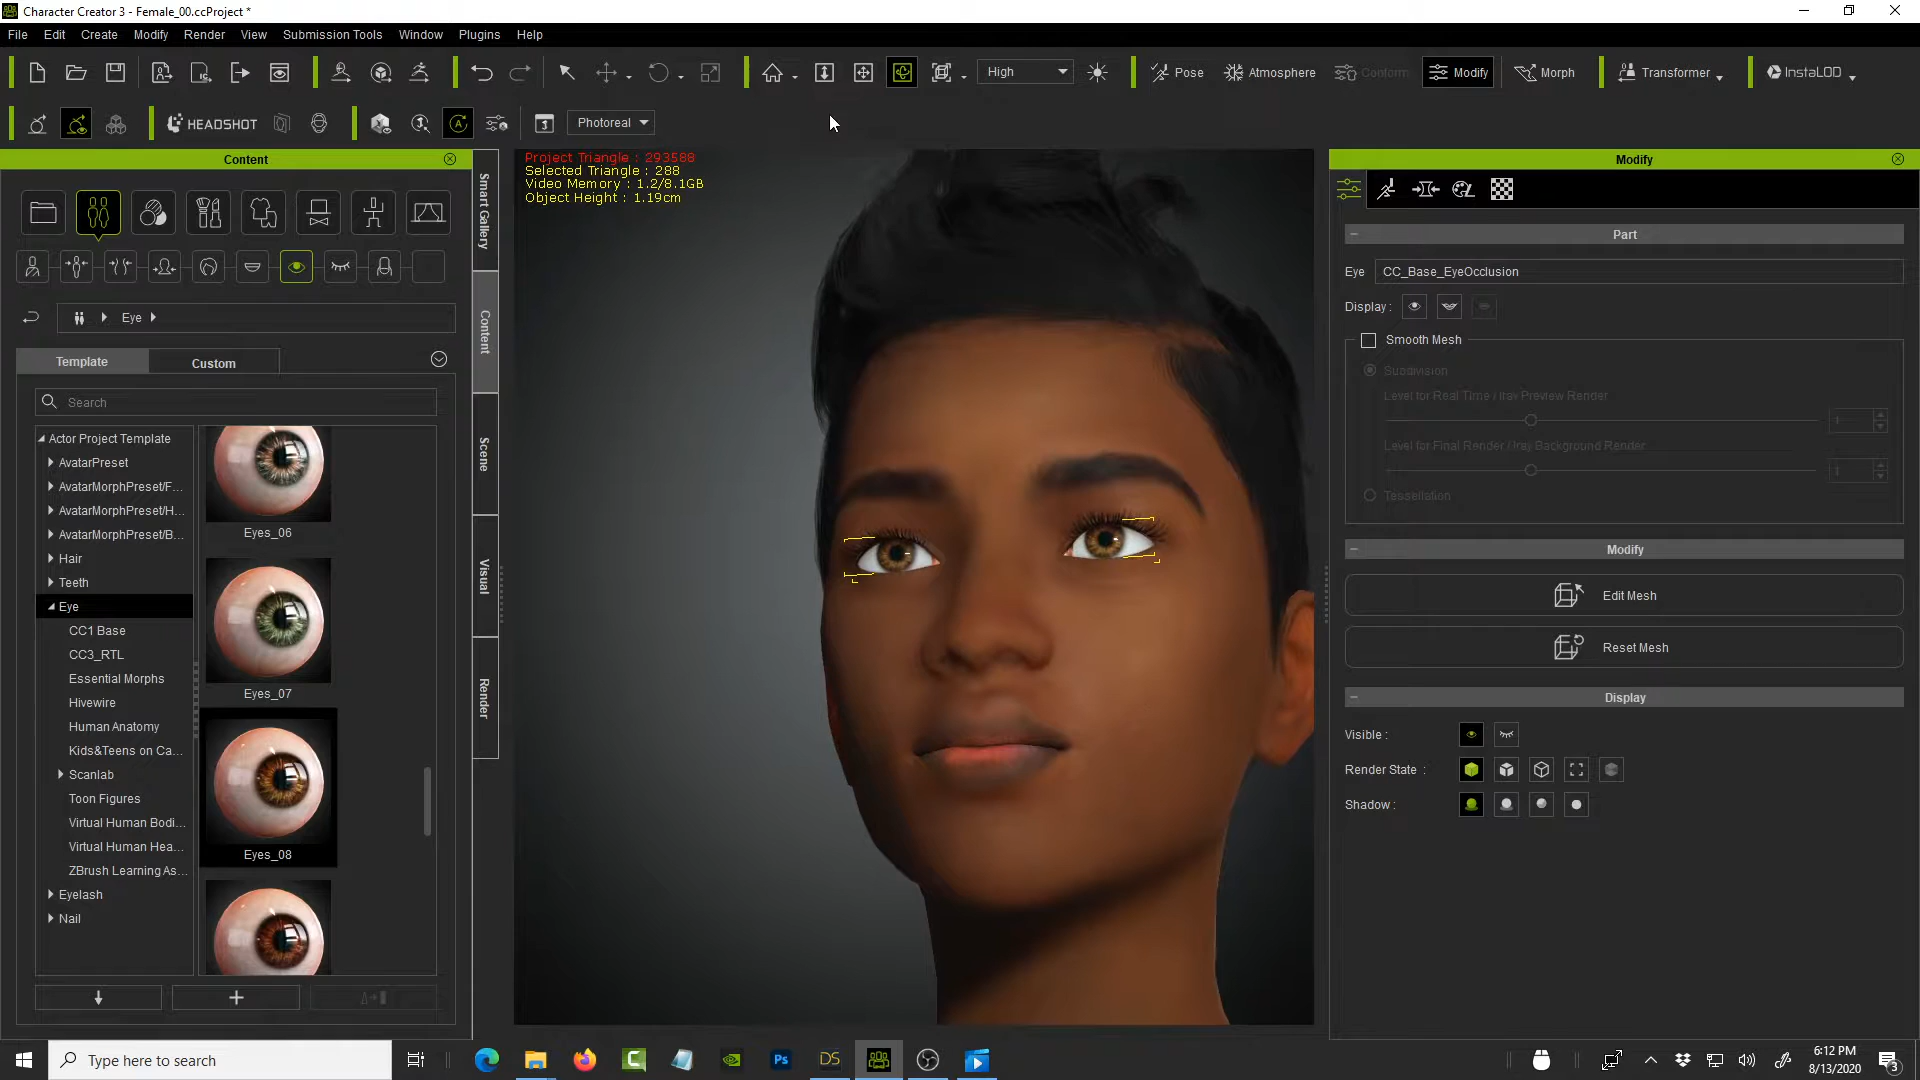 Character Creator 3 - Female_00.ccProject *
File Edit Create Modify Render View Submission Tools Window Plugins Help
High Pose Atmosphere Conform Modify Morph Transformer InstaLOD
HEADSHOT Photoreal
Content
Eye
Template Custom
Search
Actor Project Template
AvatarPreset
AvatarMorphPreset/F...
AvatarMorphPreset/H...
AvatarMorphPreset/B...
Hair
Teeth
Eye
CC1 Base
CC3_RTL
Essential Morphs
Hivewire
Human Anatomy
Kids&Teens on Ca...
Scanlab
Toon Figures
Virtual Human Bodi...
Virtual Human Hea...
ZBrush Learning As...
Eyelash
Nail
Eyes_06
Eyes_07
Eyes_08
Smart Gallery
Content
Scene
Visual
Render
Project Triangle : 293588
Selected Triangle : 288
Video Memory : 1.2/8.1GB
Object Height : 1.19cm
Modify
Part
Eye CC_Base_EyeOcclusion
Display :
Smooth Mesh
Subdivision
Level for Real Time / Iray Preview Render
1
Level for Final Render / Iray Background Render
1
Tessellation
Modify
Edit Mesh
Reset Mesh
Display
Visible :
Render State :
Shadow :
Type here to search
Ps
DS
6:12 PM
8/13/2020
3